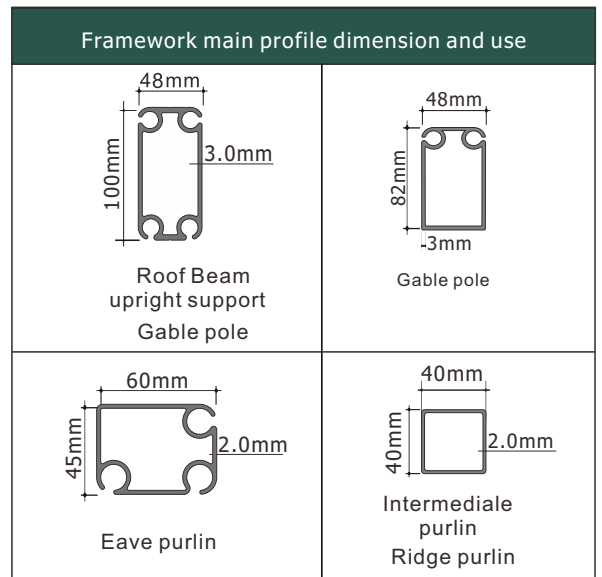 Framework main profile dimension and use
48mm
100mm
3.0mm
Roof Beam
upright support
Gable pole
48mm
82mm
3mm
Gable pole
60mm
45mm
2.0mm
Eave purlin
40mm
40mm
2.0mm
Intermediale
purlin
Ridge purlin